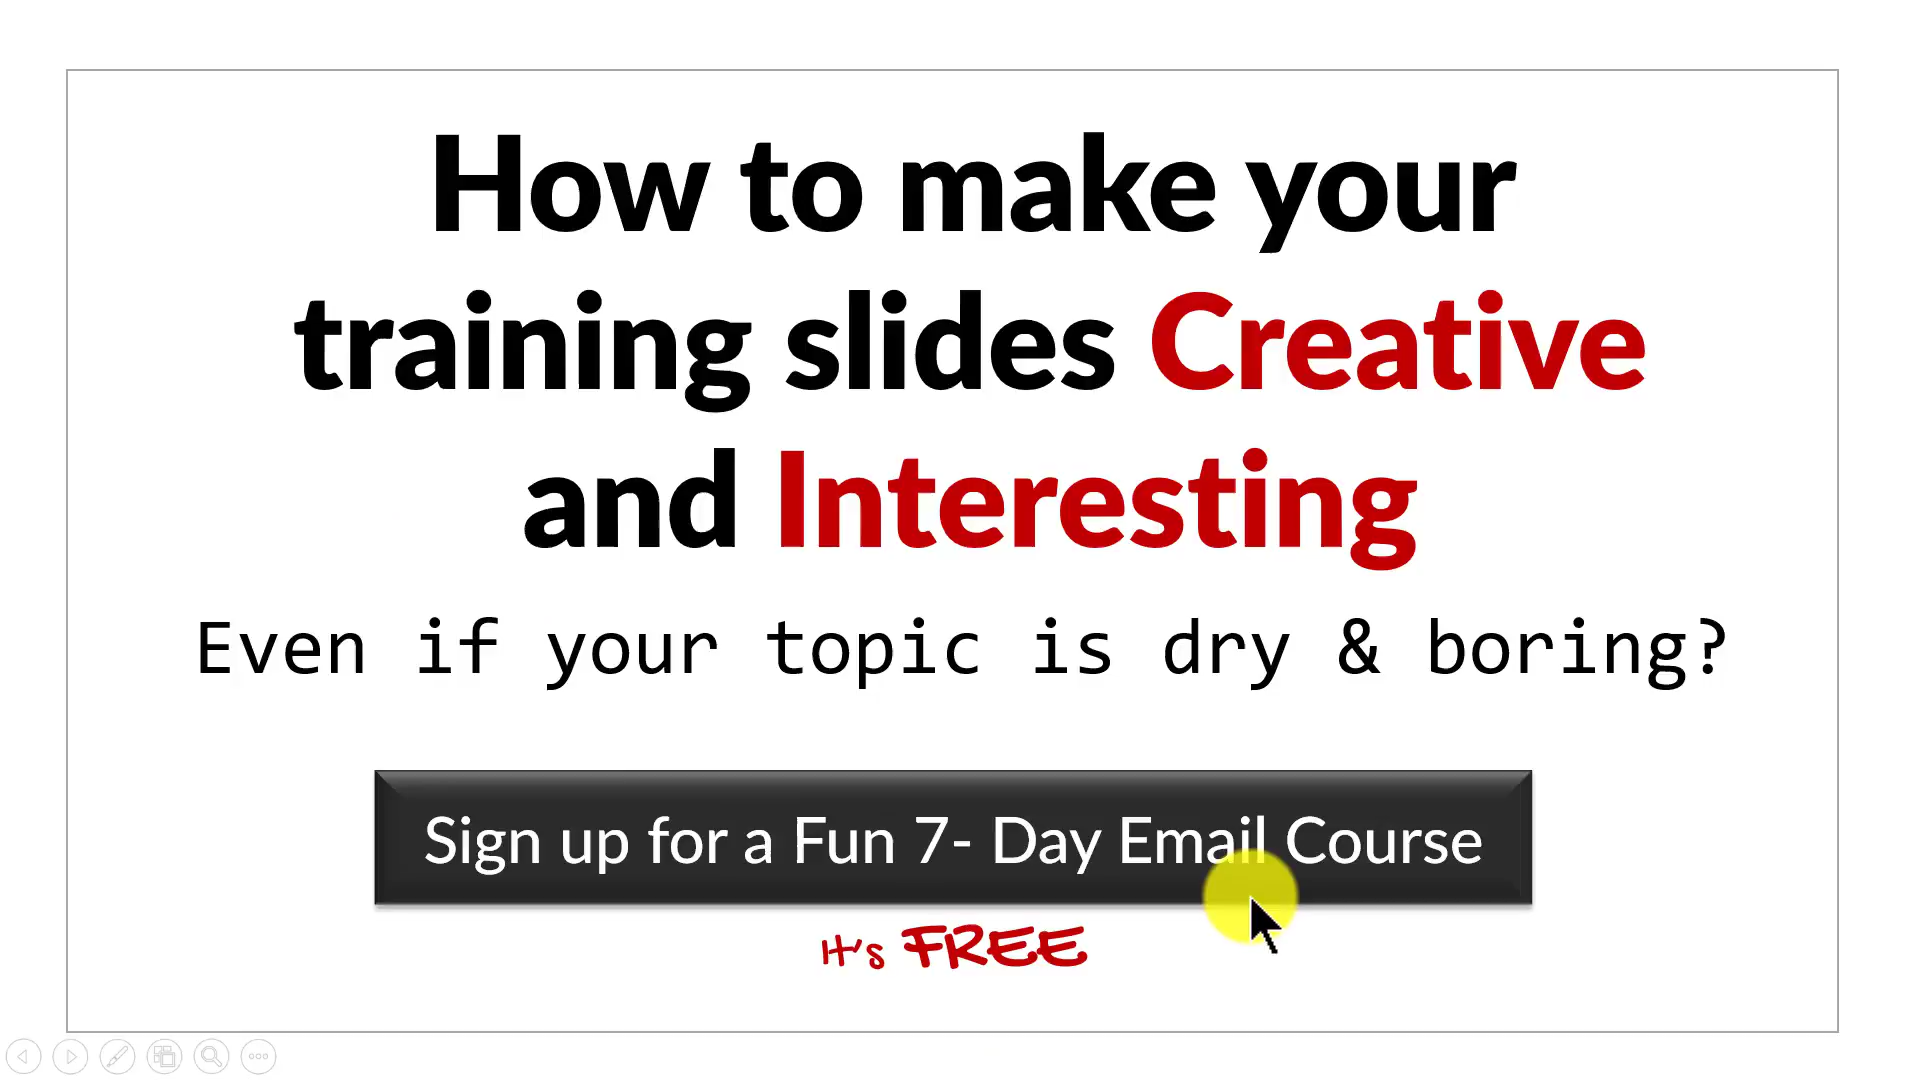 How to make your
training slides Creative
and Interesting
Even if your topic is dry & boring?
Sign up for a Fun 7- Day Email Course
It's FREE